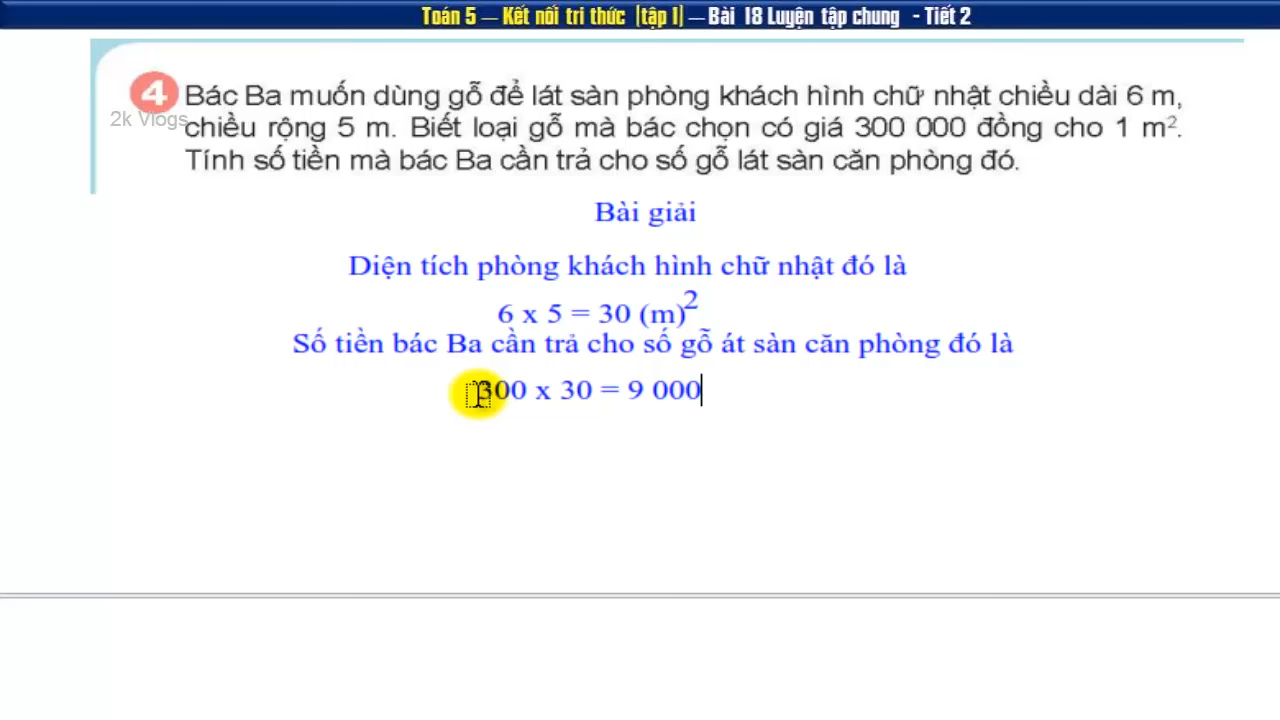 Toán 5 – Kết nối tri thức (tập 1) – Bài 18 Luyện tập chung - Tiết 2
4 Bác Ba muốn dùng gỗ để lát sàn phòng khách hình chữ nhật chiều dài 6 m,
2k Vlogs
chiều rộng 5 m. Biết loại gỗ mà bác chọn có giá 300 000 đồng cho 1 m².
Tính số tiền mà bác Ba cần trả cho số gỗ lát sàn căn phòng đó.
Bài giải
Diện tích phòng khách hình chữ nhật đó là
6 x 5 = 30 (m)²
Số tiền bác Ba cần trả cho số gỗ át sàn căn phòng đó là
300 x 30 = 9 000